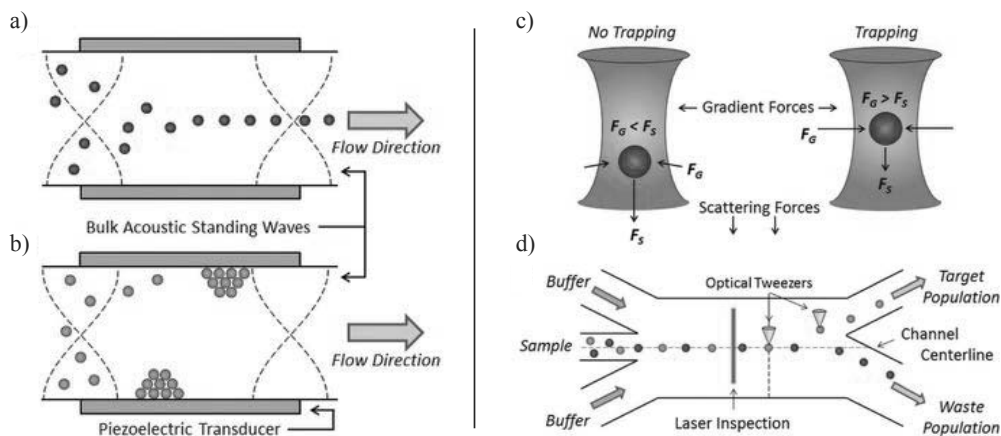 a)
Flow Direction
Bulk Acoustic Standing Waves
b)
Flow Direction
Piezoelectric Transducer
c)
No Trapping
Trapping
Gradient Forces
F_G < F_S
F_G > F_S
F_G
F_G
F_S
Scattering Forces
F_S
d)
Buffer
Optical Tweezers
Target
Population
Sample
Channel
Centerline
Buffer
Laser Inspection
Waste
Population